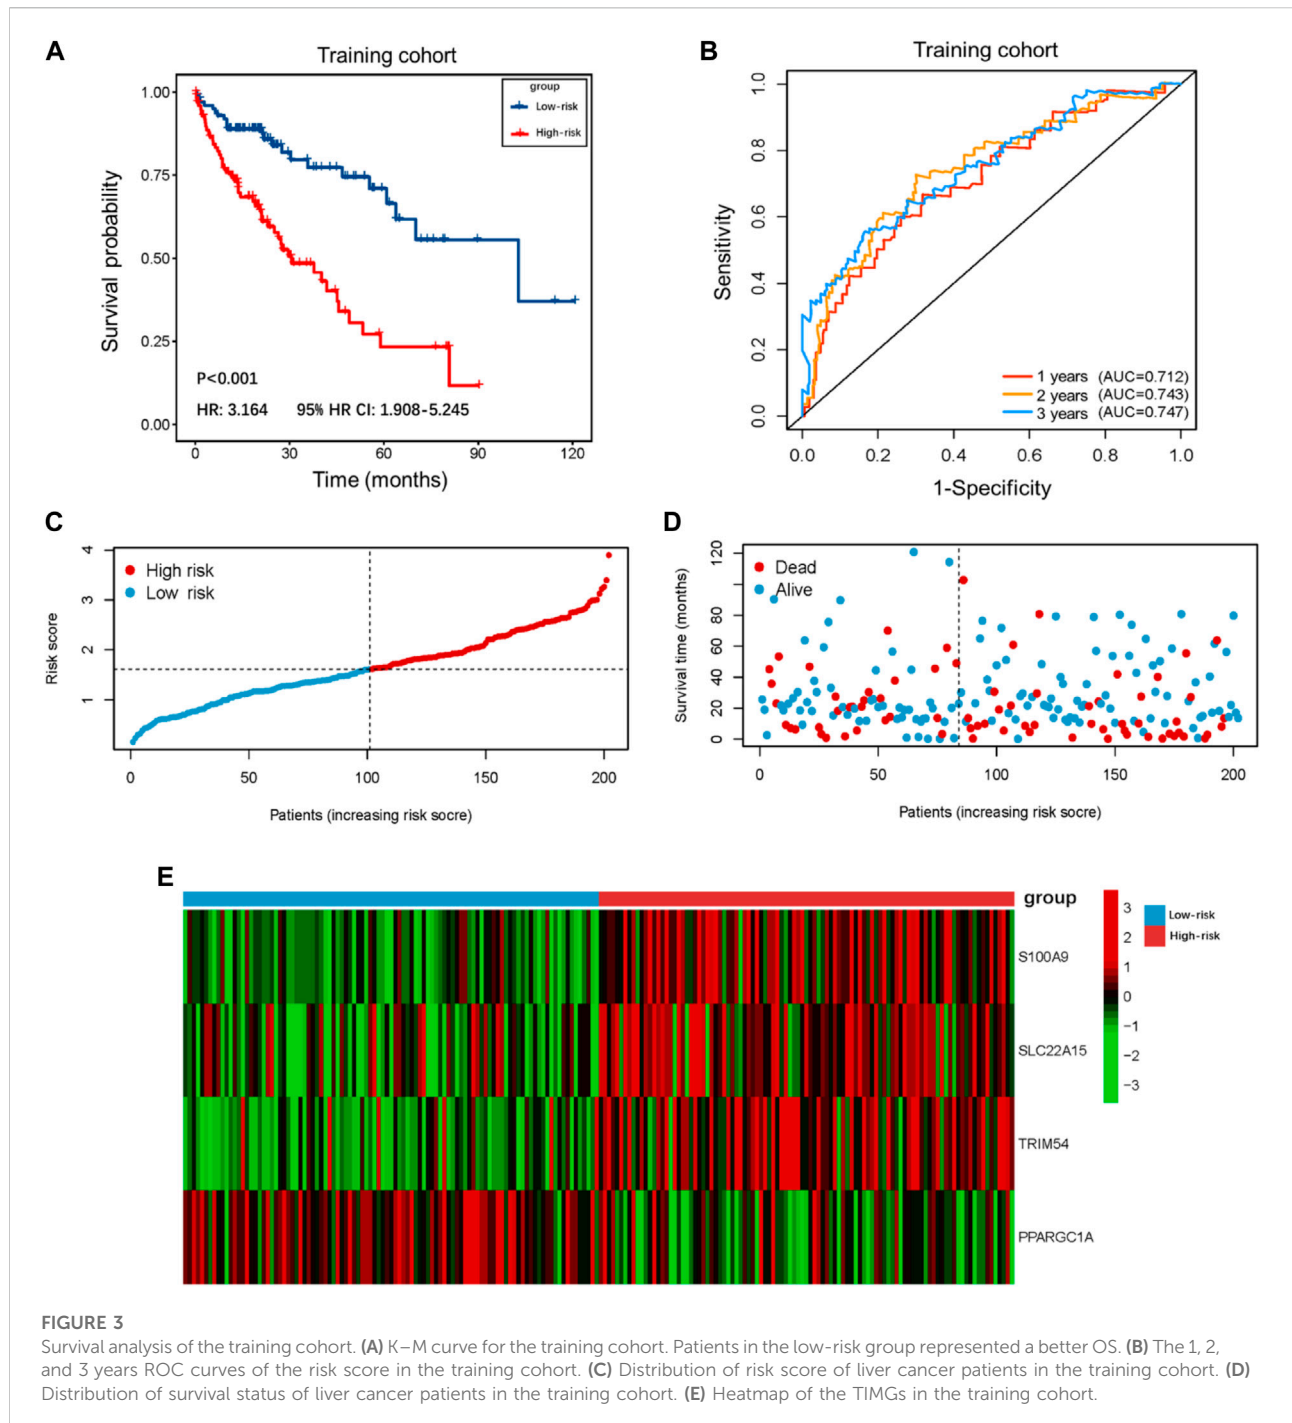 A
Training cohort
group
Low-risk
High-risk
1.00
0.75
0.50
0.25
0.00
Survival probability
P<0.001
HR: 3.164 95% HR CI: 1.908-5.245
0 30 60 90 120
Time (months)
B
Training cohort
1.0
0.8
0.6
0.4
0.2
0.0
Sensitivity
1 years (AUC=0.712)
2 years (AUC=0.743)
3 years (AUC=0.747)
0.0 0.2 0.4 0.6 0.8 1.0
1-Specificity
C
4
3
2
1
Risk score
High risk
Low risk
0 50 100 150 200
Patients (increasing risk socre)
D
120
80
60
40
20
0
Survival time (months)
Dead
Alive
0 50 100 150 200
Patients (increasing risk socre)
E
group
S100A9
SLC22A15
TRIM54
PPARGC1A
3
2
1
0
−1
−2
−3
Low-risk
High-risk
FIGURE 3
Survival analysis of the training cohort. (A) K–M curve for the training cohort. Patients in the low-risk group represented a better OS. (B) The 1, 2,
and 3 years ROC curves of the risk score in the training cohort. (C) Distribution of risk score of liver cancer patients in the training cohort. (D)
Distribution of survival status of liver cancer patients in the training cohort. (E) Heatmap of the TIMGs in the training cohort.